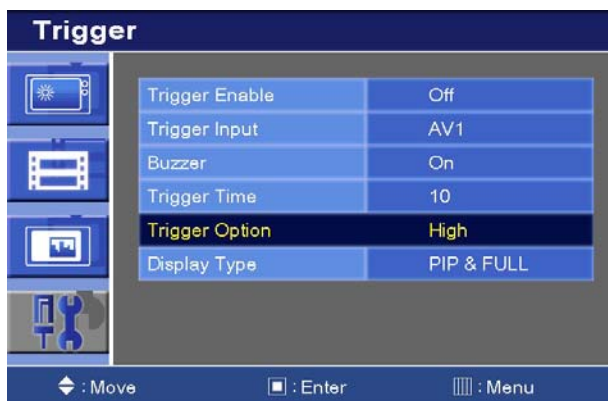 Trigger
Trigger Enable Off
Trigger Input AV1
Buzzer On
Trigger Time 10
Trigger Option High
Display Type PIP & FULL
: Move : Enter : Menu